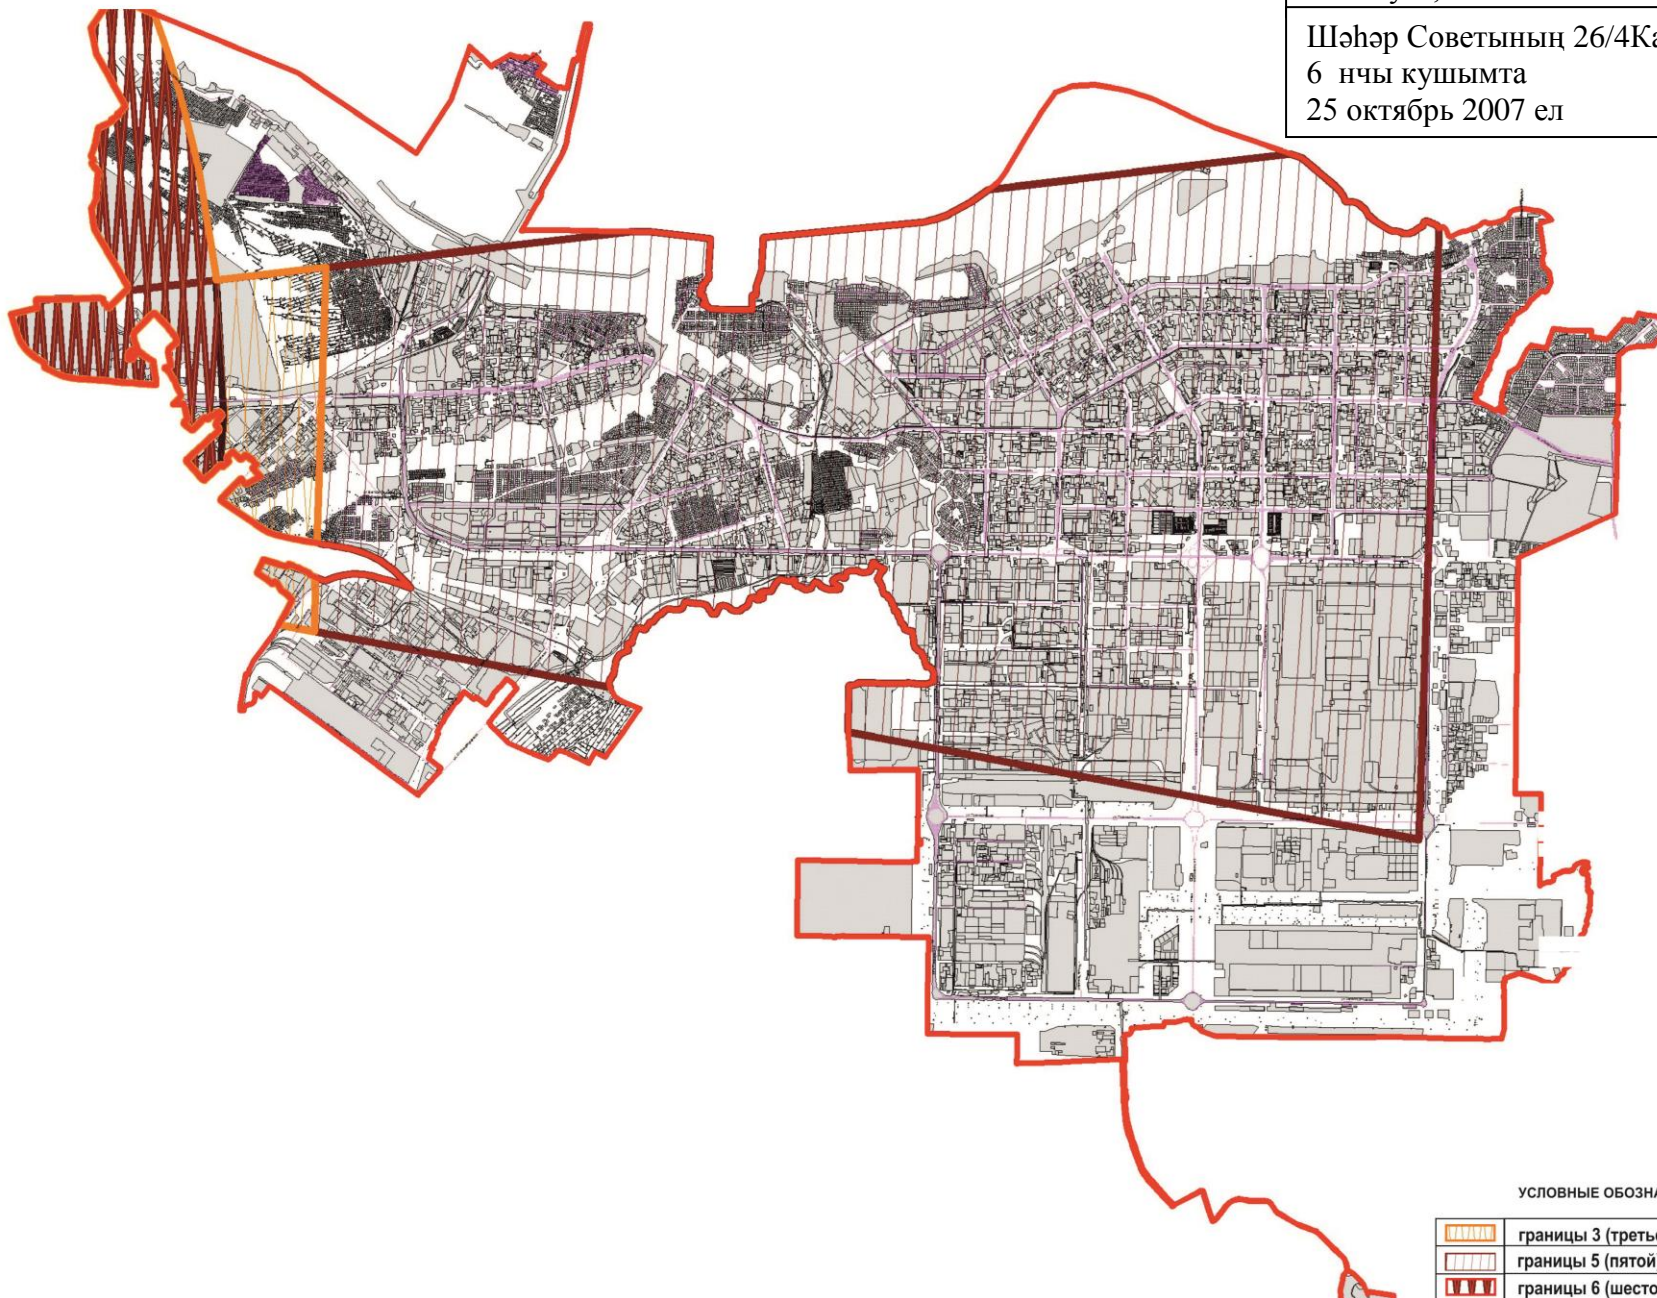 Шәһәр Советының 26/4Ка
6 нчы кушымта
25 октябрь 2007 ел
УСЛОВНЫЕ ОБОЗНА
границы 3 (треть
границы 5 (пятой
границы 6 (шесто